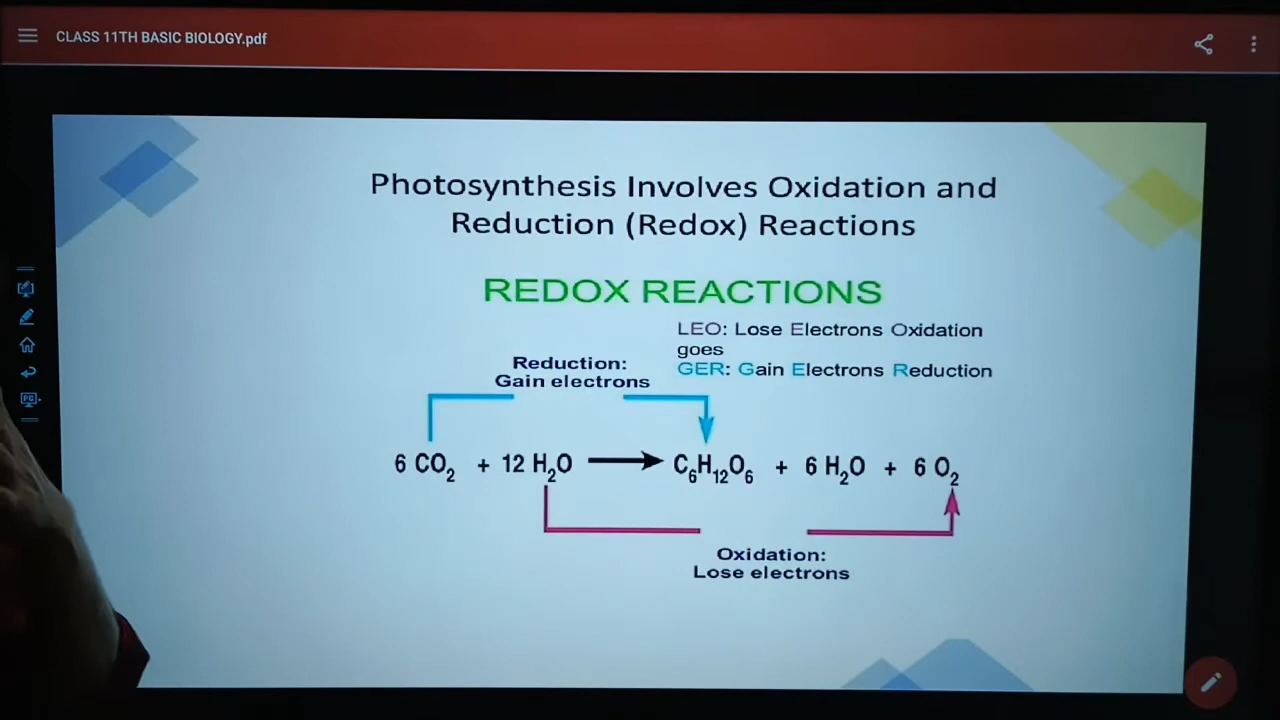 CLASS 11TH BASIC BIOLOGY.pdf
Photosynthesis Involves Oxidation and
Reduction (Redox) Reactions
REDOX REACTIONS
LEO: Lose Electrons Oxidation
goes
GER: Gain Electrons Reduction
Reduction:
Gain electrons
6 CO₂ + 12 H₂O → C₆H₁₂O₆ + 6 H₂O + 6 O₂
Oxidation:
Lose electrons
PC